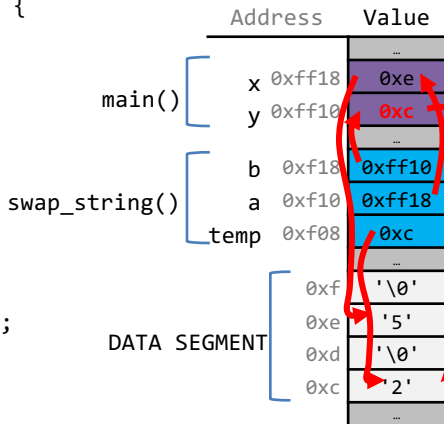 {
Address Value
…
x 0xff18 0xe
main()
y 0xff10 0xc
…
b 0xf18 0xff10
swap_string() a 0xf10 0xff18
temp 0xf08 0xc
…
0xf '\0'
; 0xe '5'
DATA SEGMENT 0xd '\0'
0xc '2'
…